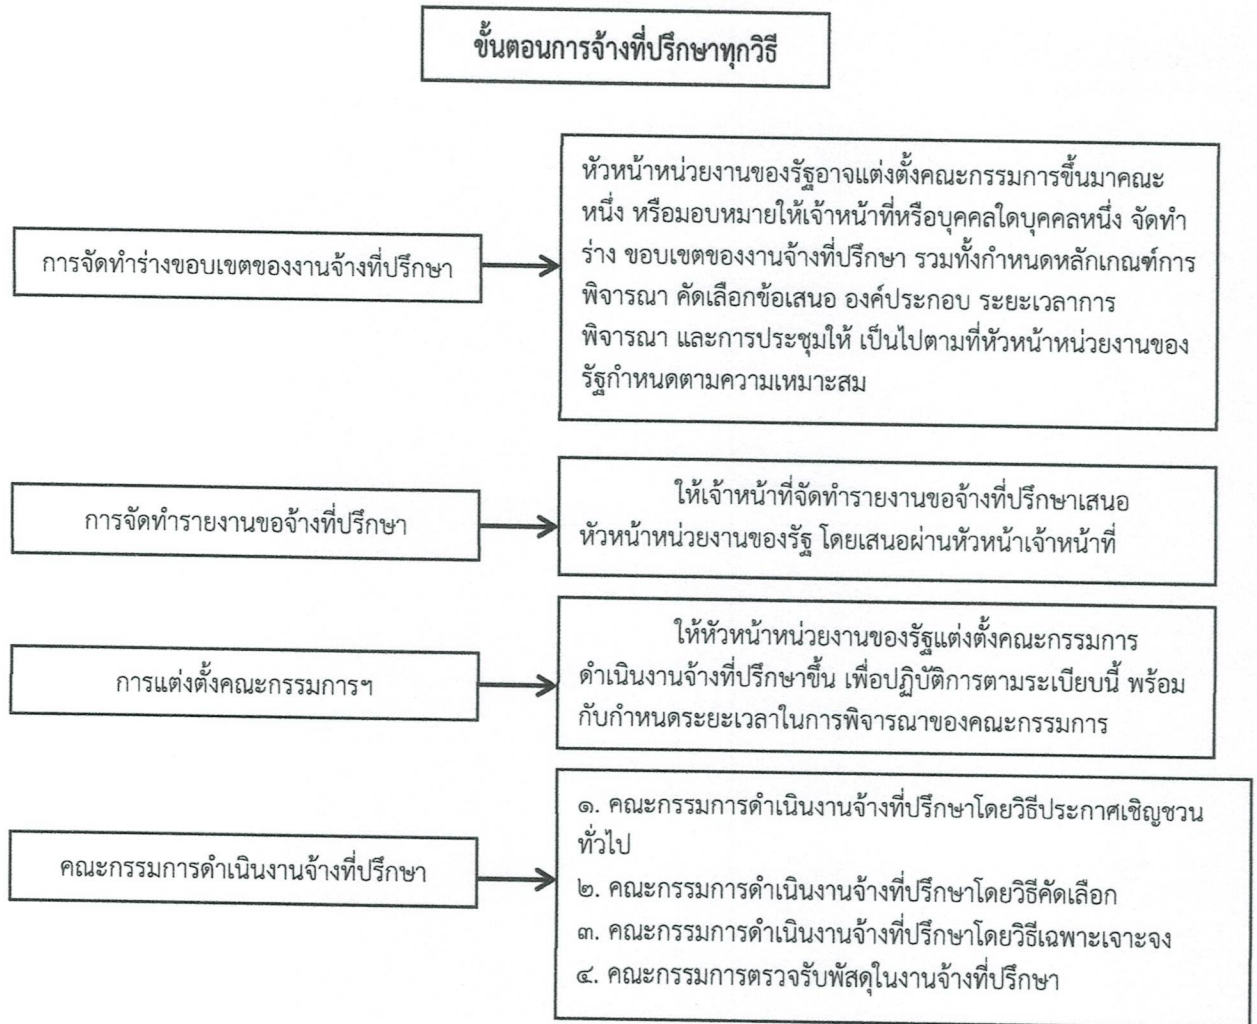 ขั้นตอนการจ้างที่ปรึกษาทุกวิธี
การจัดทำร่างขอบเขตของงานจ้างที่ปรึกษา
หัวหน้าหน่วยงานของรัฐอาจแต่งตั้งคณะกรรมการขึ้นมาคณะ
หนึ่ง หรือมอบหมายให้เจ้าหน้าที่หรือบุคคลใดบุคคลหนึ่ง จัดทำ
ร่าง ขอบเขตของงานจ้างที่ปรึกษา รวมทั้งกำหนดหลักเกณฑ์การ
พิจารณา คัดเลือกข้อเสนอ องค์ประกอบ ระยะเวลาการ
พิจารณา และการประชุมให้ เป็นไปตามที่หัวหน้าหน่วยงานของ
รัฐกำหนดตามความเหมาะสม
การจัดทำรายงานขอจ้างที่ปรึกษา
ให้เจ้าหน้าที่จัดทำรายงานขอจ้างที่ปรึกษาเสนอ
หัวหน้าหน่วยงานของรัฐ โดยเสนอผ่านหัวหน้าเจ้าหน้าที่
การแต่งตั้งคณะกรรมการฯ
ให้หัวหน้าหน่วยงานของรัฐแต่งตั้งคณะกรรมการ
ดำเนินงานจ้างที่ปรึกษาขึ้น เพื่อปฏิบัติการตามระเบียบนี้ พร้อม
กับกำหนดระยะเวลาในการพิจารณาของคณะกรรมการ
คณะกรรมการดำเนินงานจ้างที่ปรึกษา
๑. คณะกรรมการดำเนินงานจ้างที่ปรึกษาโดยวิธีประกาศเชิญชวน
ทั่วไป
๒. คณะกรรมการดำเนินงานจ้างที่ปรึกษาโดยวิธีคัดเลือก
๓. คณะกรรมการดำเนินงานจ้างที่ปรึกษาโดยวิธีเฉพาะเจาะจง
๔. คณะกรรมการตรวจรับพัสดุในงานจ้างที่ปรึกษา